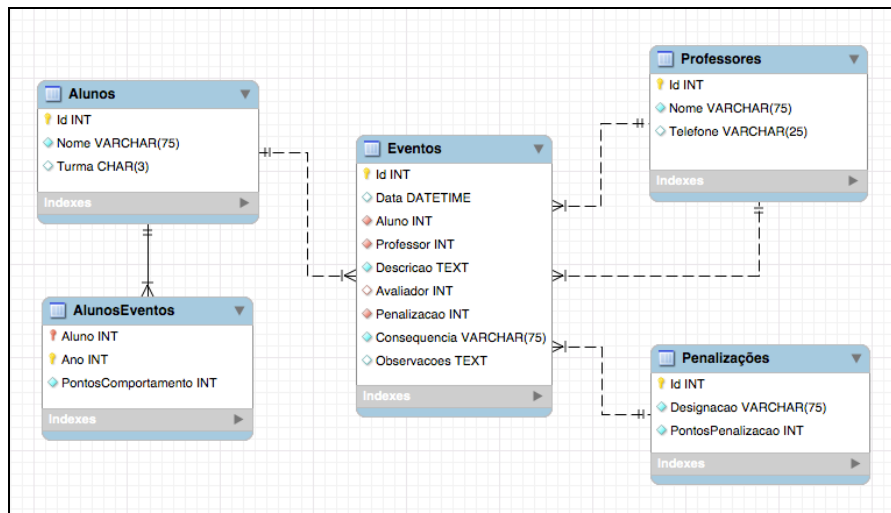 Alunos
Id INT
Nome VARCHAR(75)
Turma CHAR(3)
Indexes
AlunosEventos
Aluno INT
Ano INT
PontosComportamento INT
Indexes
Eventos
Id INT
Data DATETIME
Aluno INT
Professor INT
Descricao TEXT
Avaliador INT
Penalizacao INT
Consequência VARCHAR(75)
Observacoes TEXT
Indexes
Professores
Id INT
Nome VARCHAR(75)
Telefone VARCHAR(25)
Indexes
Penalizações
Id INT
Designacao VARCHAR(75)
PontosPenalizacao INT
Indexes